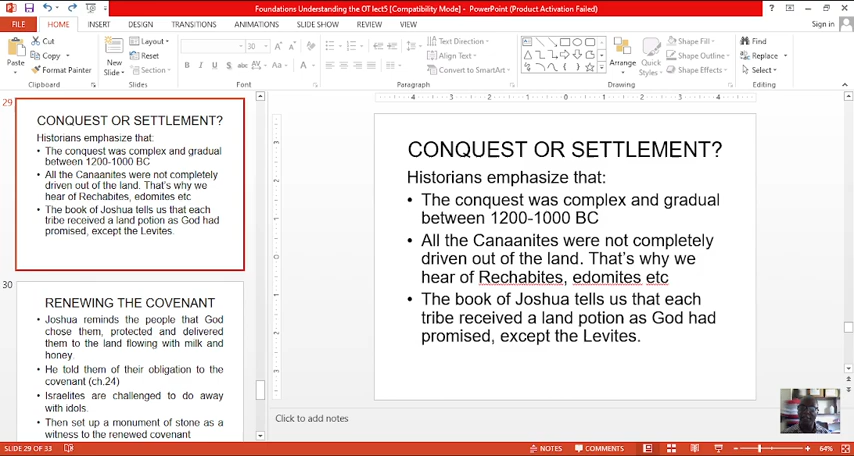 Foundations Understanding the OT lect5 [Compatibility Mode] - PowerPoint (Product Activation Failed)
FILE HOME INSERT DESIGN TRANSITIONS ANIMATIONS SLIDE SHOW REVIEW VIEW Sign in
Cut
Copy
Format Painter
Paste
Clipboard
New
Slide
Layout
Reset
Section
Slides
30
Font
Paragraph
Text Direction
Align Text
Convert to SmartArt
Arrange
Quick
Styles
Shape Fill
Shape Outline
Shape Effects
Drawing
Find
Replace
Select
Editing
29
CONQUEST OR SETTLEMENT?
Historians emphasize that:
• The conquest was complex and gradual
between 1200-1000 BC
• All the Canaanites were not completely
driven out of the land. That's why we
hear of Rechabites, edomites etc
• The book of Joshua tells us that each
tribe received a land potion as God had
promised, except the Levites.
30
RENEWING THE COVENANT
• Joshua reminds the people that God
chose them, protected and delivered
them to the land flowing with milk and
honey.
• He told them of their obligation to the
covenant (ch.24)
• Israelites are challenged to do away
with idols.
• Then set up a monument of stone as a
witness to the renewed covenant
CONQUEST OR SETTLEMENT?
Historians emphasize that:
• The conquest was complex and gradual
between 1200-1000 BC
• All the Canaanites were not completely
driven out of the land. That's why we
hear of Rechabites, edomites etc
• The book of Joshua tells us that each
tribe received a land potion as God had
promised, except the Levites.
Click to add notes
SLIDE 29 OF 33 NOTES COMMENTS 64%